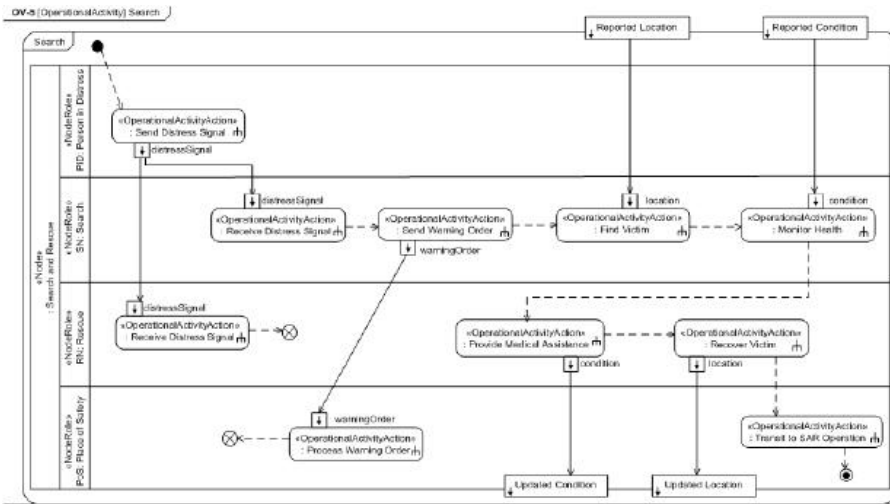 OV-5 [OperationalActivity] Search
Reported Location
Reported Condition
Search
«Node»
: Search and Rescue
«NodeRole»
PID: Person in Distress
«OperationalActivityAction»
: Send Distress Signal
distressSignal
«NodeRole»
SN: Search
distressSignal
location
condition
«OperationalActivityAction»
: Receive Distress Signal
«OperationalActivityAction»
: Send Warning Order
«OperationalActivityAction»
: Find Victim
«OperationalActivityAction»
: Monitor Health
warningOrder
«NodeRole»
RN: Rescue
distressSignal
«OperationalActivityAction»
: Receive Distress Signal
«OperationalActivityAction»
: Provide Medical Assistance
«OperationalActivityAction»
: Recover Victim
condition
location
«NodeRole»
PoS: Place of Safety
warningOrder
«OperationalActivityAction»
: Process Warning Order
«OperationalActivityAction»
: Transit to SAR Operation
Updated Condition
Updated Location